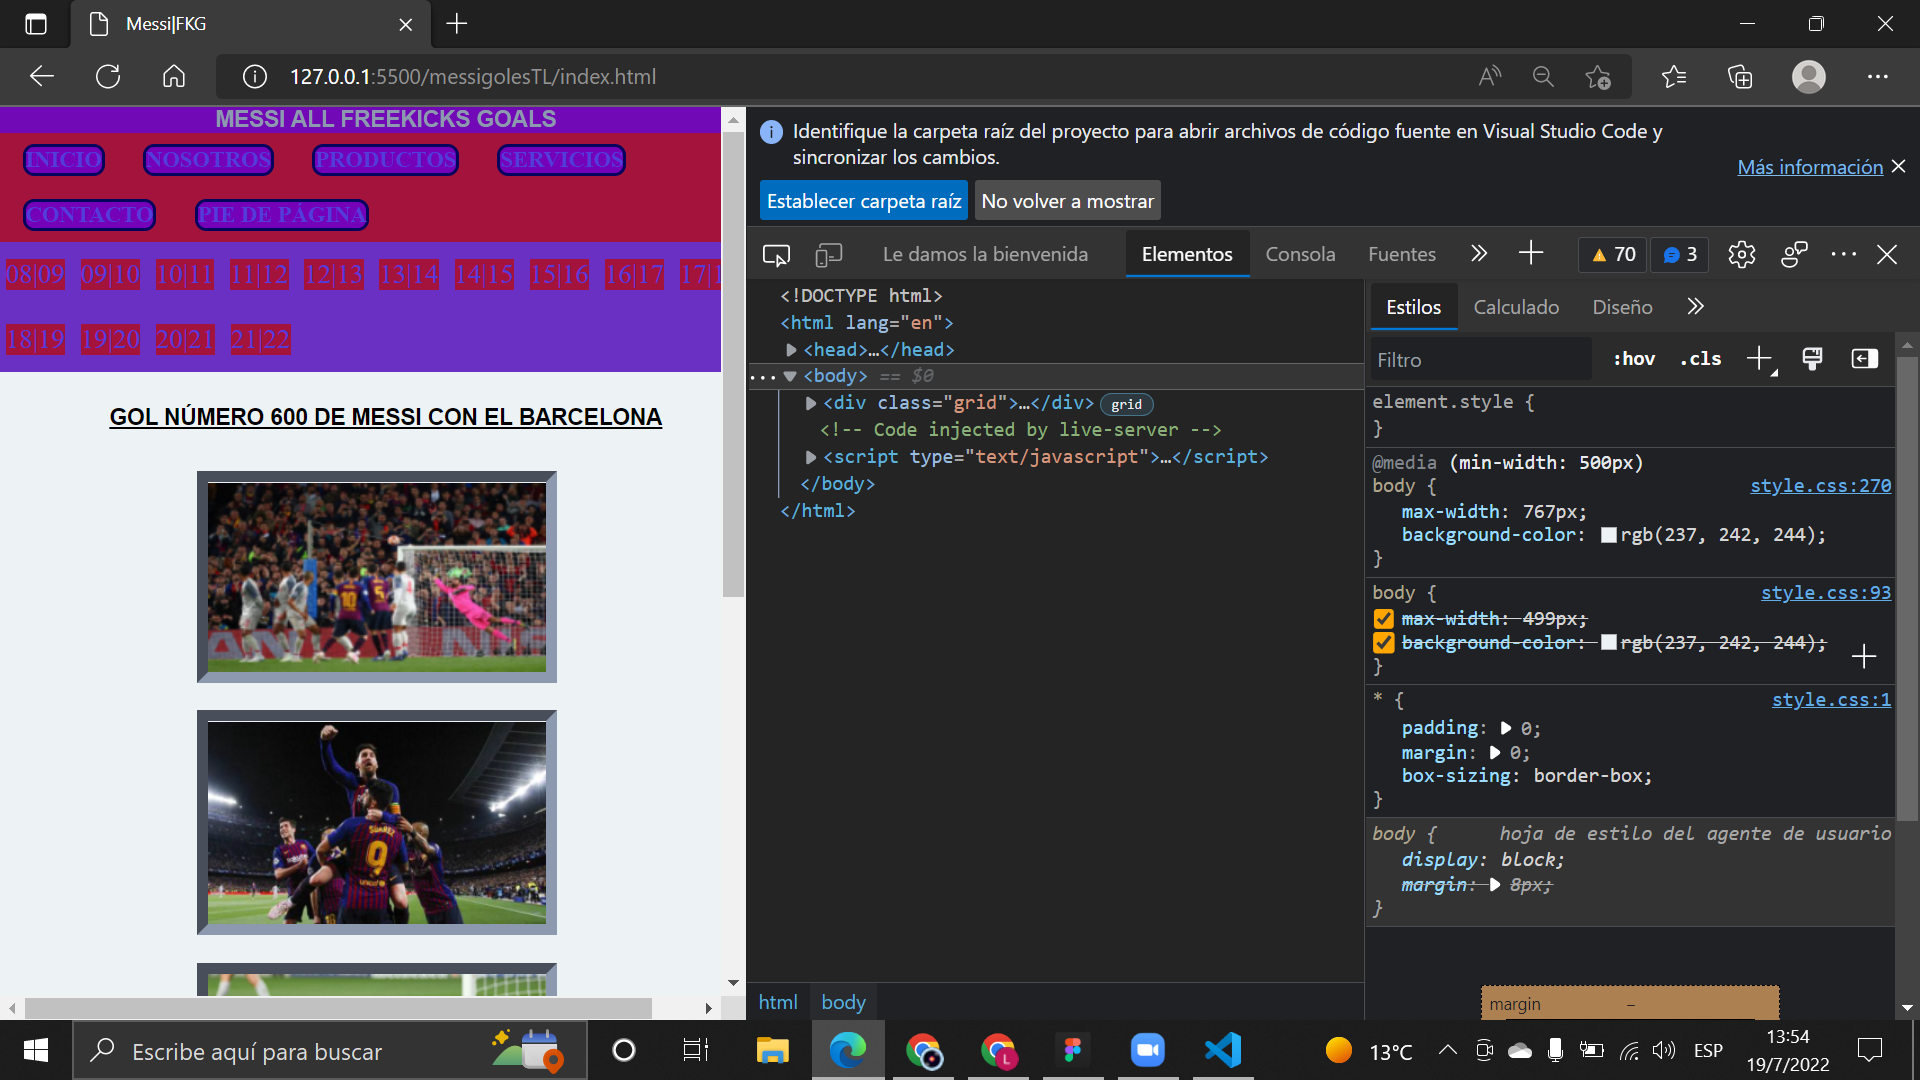 Messi|FKG
127.0.0.1:5500/messigolesTL/index.html
MESSI ALL FREEKICKS GOALS
INICIO NOSOTROS PRODUCTOS SERVICIOS
CONTACTO PIE DE PÁGINA
08|09 09|10 10|11 11|12 12|13 13|14 14|15 15|16 16|17 17|1
18|19 19|20 20|21 21|22
GOL NÚMERO 600 DE MESSI CON EL BARCELONA
10
5
SUAREZ
9
Identifique la carpeta raíz del proyecto para abrir archivos de código fuente en Visual Studio Code y
sincronizar los cambios.
Más información
Establecer carpeta raíz No volver a mostrar
Le damos la bienvenida Elementos Consola Fuentes 70 3
<!DOCTYPE html>
<html lang="en">
<head>…</head>
<body> == $0
<div class="grid">…</div> grid
<!-- Code injected by live-server -->
<script type="text/javascript">…</script>
</body>
</html>
html body
Estilos Calculado Diseño
Filtro :hov .cls
element.style {
}
@media (min-width: 500px)
body { style.css:270
max-width: 767px;
background-color: rgb(237, 242, 244);
}
body { style.css:93
max-width: 499px;
background-color: rgb(237, 242, 244);
}
* { style.css:1
padding: 0;
margin: 0;
box-sizing: border-box;
}
body { hoja de estilo del agente de usuario
display: block;
margin: 8px;
}
margin –
Escribe aquí para buscar
L
13°C
ESP
13:54
19/7/2022